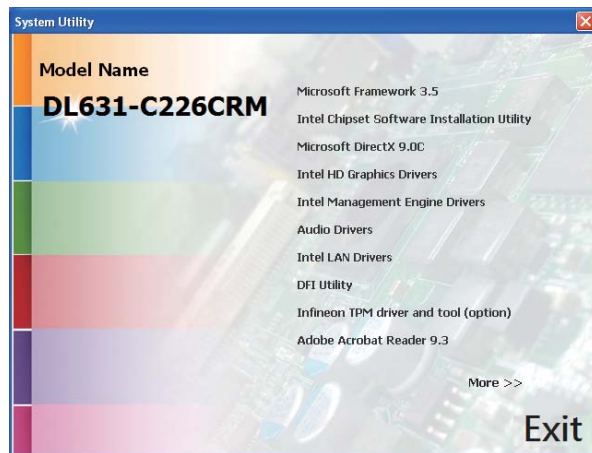 System Utility
Model Name
DL631-C226CRM
Microsoft Framework 3.5
Intel Chipset Software Installation Utility
Microsoft DirectX 9.0C
Intel HD Graphics Drivers
Intel Management Engine Drivers
Audio Drivers
Intel LAN Drivers
DFI Utility
Infineon TPM driver and tool (option)
Adobe Acrobat Reader 9.3
More >>
Exit